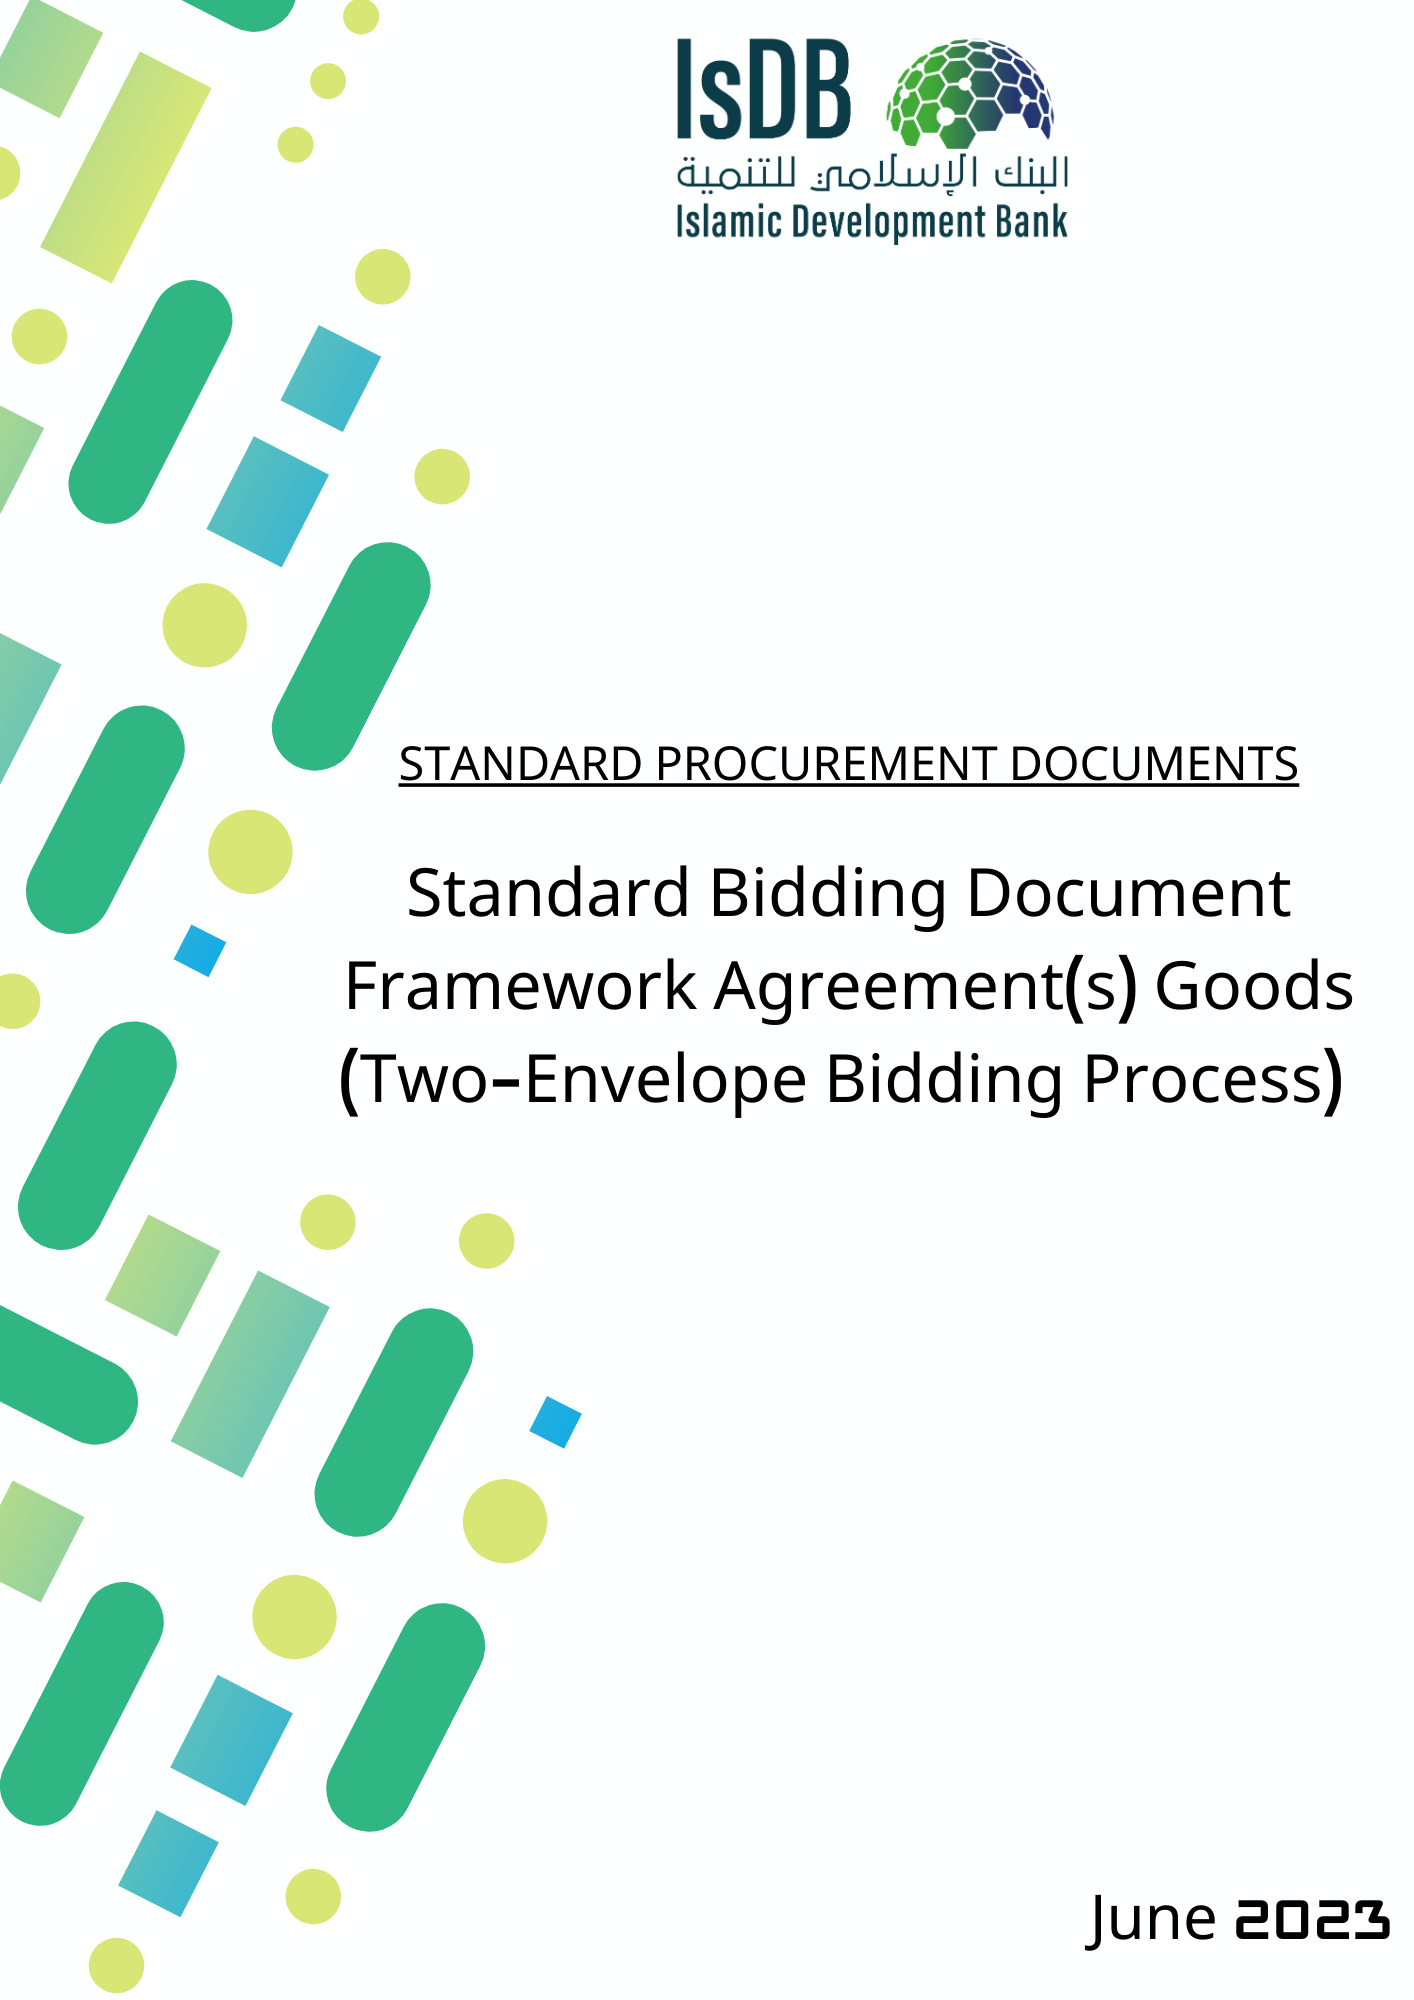 IsDB
البنك الإسلامي للتنمية
Islamic Development Bank
STANDARD PROCUREMENT DOCUMENTS
Standard Bidding Document
Framework Agreement(s) Goods
(Two-Envelope Bidding Process)
June 2023